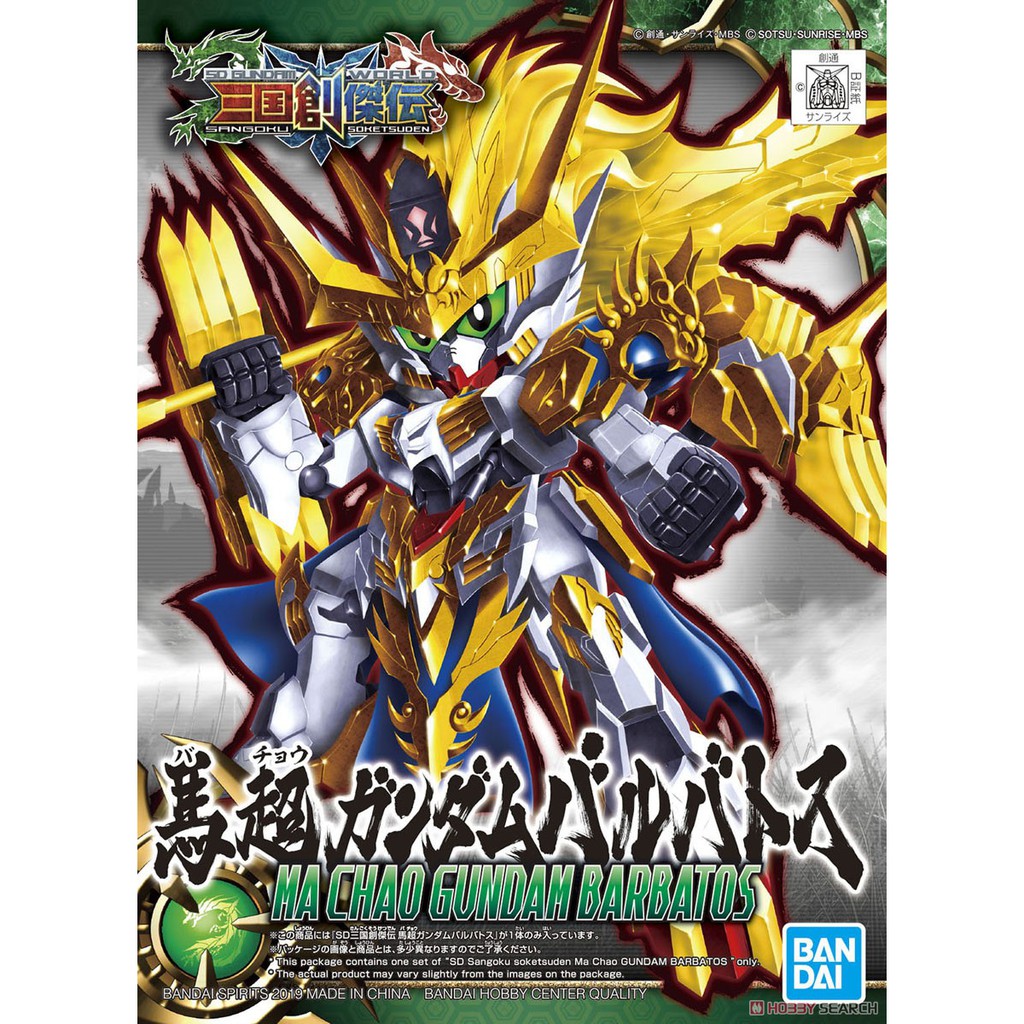 ©創通・サンライズ・MBS ©SOTSU・SUNRISE・MBS
SD GUNDAM WORLD
三国創傑伝
SANGOKU SOKETSUDEN
創通
©
サンライズ
バ チョウ
馬超ガンダムバルバトス
MA CHAO GUNDAM BARBATOS
※この商品には「SD三国創傑伝 馬超ガンダムバルバトス」が1体のみ入っています。
※パッケージの画像と商品とは、多少異なりますのでご了承ください。
* This package contains one set of "SD Sangoku soketsuden Ma Chao GUNDAM BARBATOS " only.
* The actual product may vary slightly from the images on the package.
BANDAI SPIRITS 2019 MADE IN CHINA BANDAI HOBBY CENTER QUALITY
BAN
DAI
HOBBY SEARCH